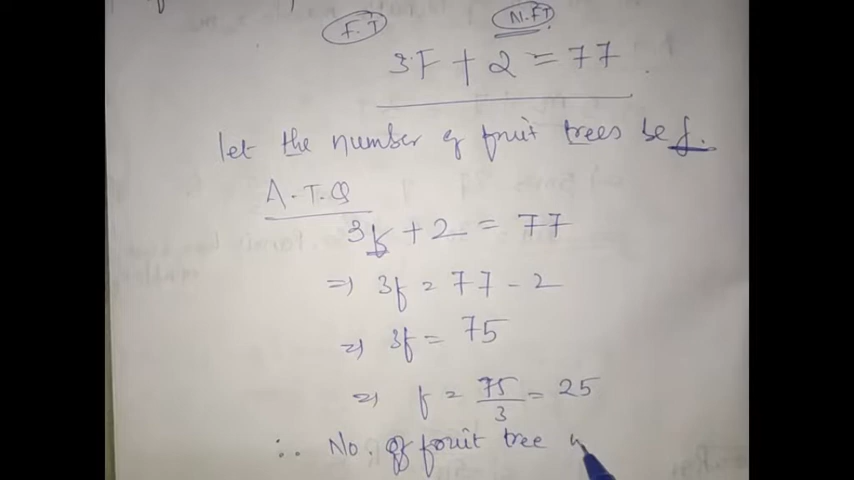 F.T N.FT
3F + 2 = 77
let the number of fruit trees be f.
A.T.Q
3f + 2 = 77
⇒ 3f = 77 - 2
⇒ 3f = 75
⇒ f = 75/3 = 25
∴ No. of fruit tree